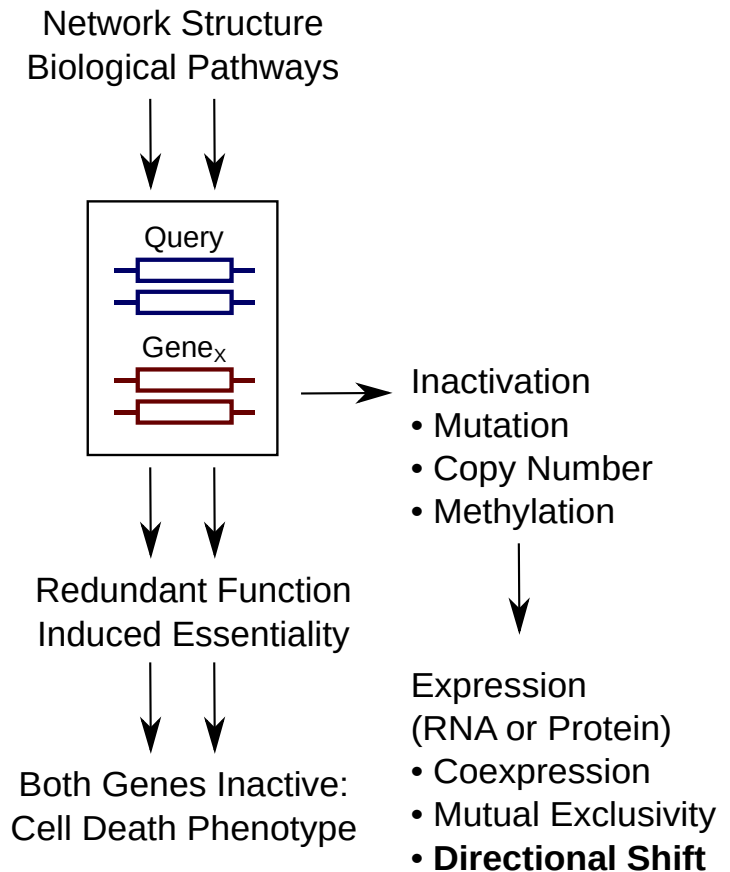 Network Structure
Biological Pathways
Query
Geneₓ
Inactivation
• Mutation
• Copy Number
• Methylation
Redundant Function
Induced Essentiality
Expression
(RNA or Protein)
• Coexpression
• Mutual Exclusivity
• Directional Shift
Both Genes Inactive:
Cell Death Phenotype